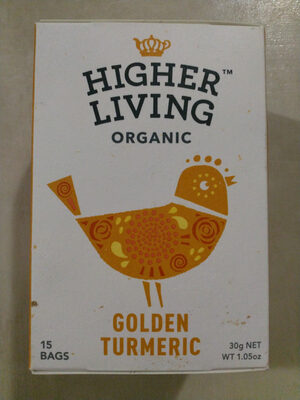 HIGHER™
LIVING
ORGANIC
GOLDEN
TURMERIC
15
BAGS
30g NET
WT 1.05oz